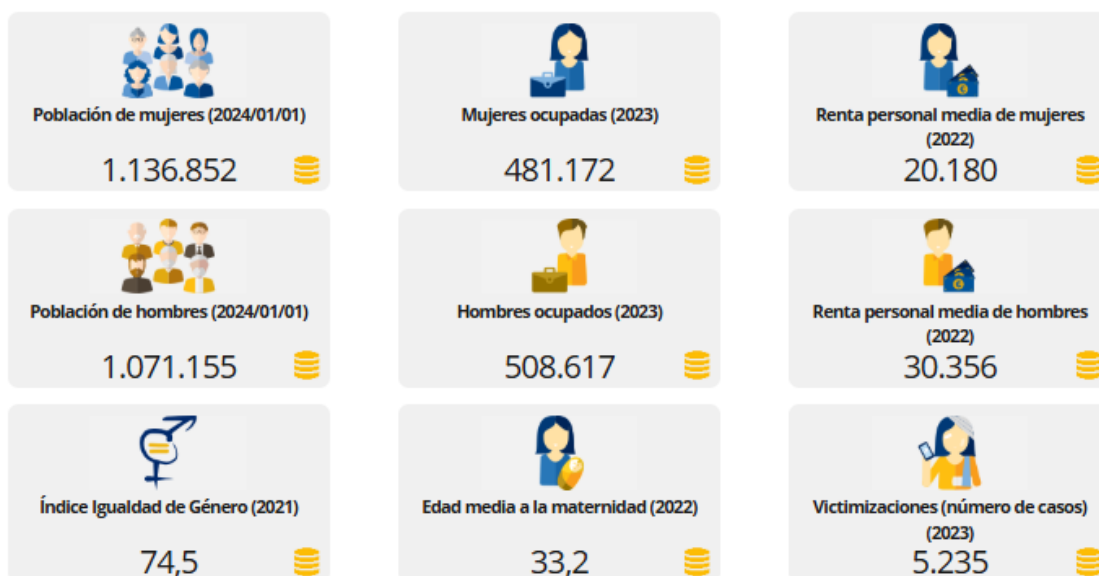 Población de mujeres (2024/01/01)
1.136.852
Mujeres ocupadas (2023)
481.172
Renta personal media de mujeres
(2022)
20.180
Población de hombres (2024/01/01)
1.071.155
Hombres ocupados (2023)
508.617
Renta personal media de hombres
(2022)
30.356
Índice Igualdad de Género (2021)
74,5
Edad media a la maternidad (2022)
33,2
Victimizaciones (número de casos)
(2023)
5.235